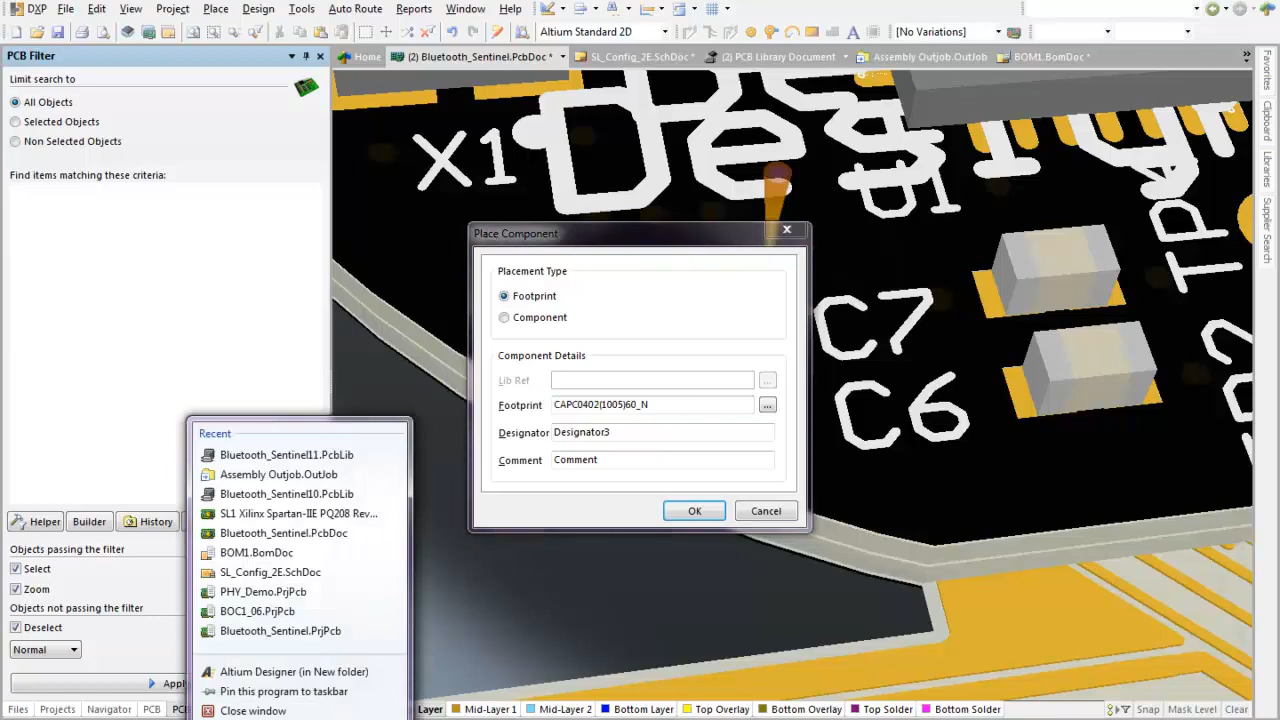 DXP File Edit View Project Place Design Tools Auto Route Reports Window Help
Altium Standard 2D [No Variations]
PCB Filter
Home (2) Bluetooth_Sentinel.PcbDoc * SL_Config_2E.SchDoc * (2) PCB Library Document Assembly Outjob.OutJob BOM1.BomDoc *
Limit search to
All Objects
Selected Objects
Non Selected Objects
Find items matching these criteria:
Helper Builder History
Objects passing the filter
Select
Zoom
Objects not passing the filter
Deselect
Normal
Apply
Files Projects Navigator PCB
Recent
Bluetooth_Sentinel11.PcbLib
Assembly Outjob.OutJob
Bluetooth_Sentinel10.PcbLib
SL1 Xilinx Spartan-IIE PQ208 Rev...
Bluetooth_Sentinel.PcbDoc
BOM1.BomDoc
SL_Config_2E.SchDoc
PHY_Demo.PrjPcb
BOC1_06.PrjPcb
Bluetooth_Sentinel.PrjPcb
Altium Designer (in New folder)
Pin this program to taskbar
Close window
X1
U1
C7
C6
Place Component
Placement Type
Footprint
Component
Component Details
Lib Ref ...
Footprint CAPC0402(1005)60_N ...
Designator Designator3
Comment Comment
OK Cancel
Layer Mid-Layer 1 Mid-Layer 2 Bottom Layer Top Overlay Bottom Overlay Top Solder Bottom Solder Snap Mask Level Clear
Favorites
Clipboard
Libraries
Supplier Search